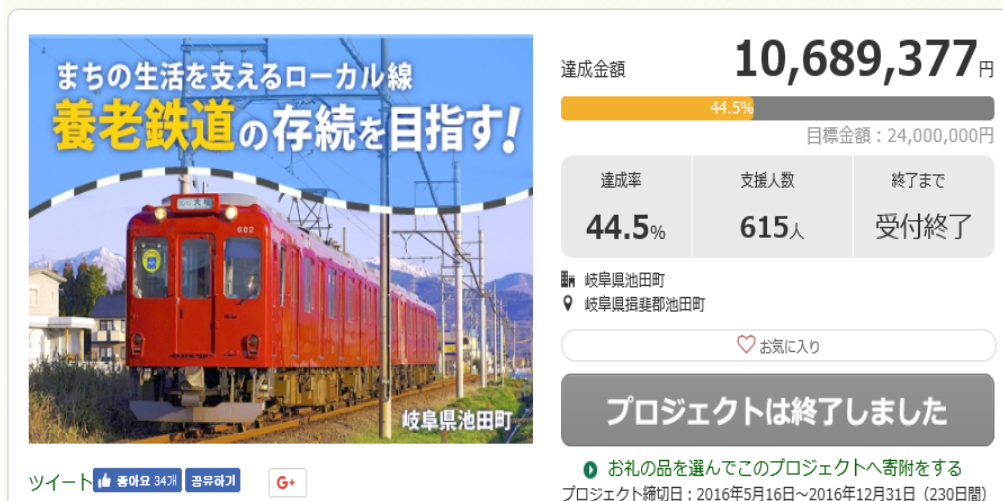 まちの生活を支えるローカル線
養老鉄道の存続を目指す!
602
岐阜県池田町
ツイート 좋아요 34개 공유하기 G+
達成金額 10,689,377円
44.5%
目標金額：24,000,000円
達成率 支援人数 終了まで
44.5% 615人 受付終了
岐阜県池田町
岐阜県揖斐郡池田町
お気に入り
プロジェクトは終了しました
お礼の品を選んでこのプロジェクトへ寄附をする
プロジェクト締切日：2016年5月16日～2016年12月31日（230日間）